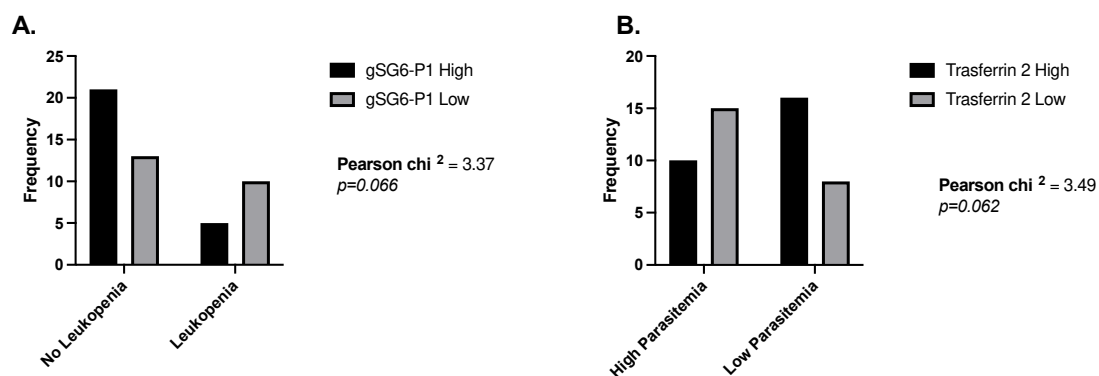 A.
25
20
15
10
5
0
Frequency
No Leukopenia
Leukopenia
gSG6-P1 High
gSG6-P1 Low
Pearson chi ² = 3.37
p=0.066
B.
20
15
10
5
0
Frequency
High Parasitemia
Low Parasitemia
Trasferrin 2 High
Trasferrin 2 Low
Pearson chi ² = 3.49
p=0.062